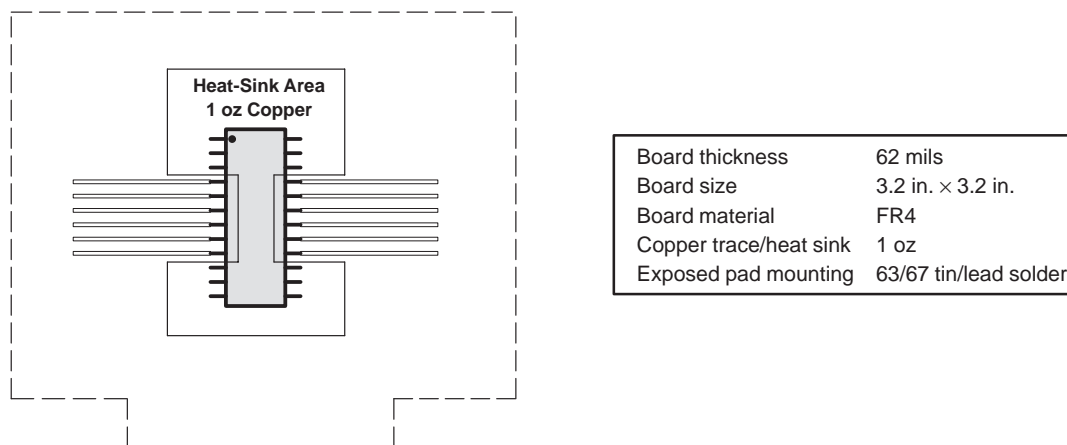 Heat-Sink Area
1 oz Copper
Board thickness 62 mils
Board size 3.2 in. × 3.2 in.
Board material FR4
Copper trace/heat sink 1 oz
Exposed pad mounting 63/67 tin/lead solder